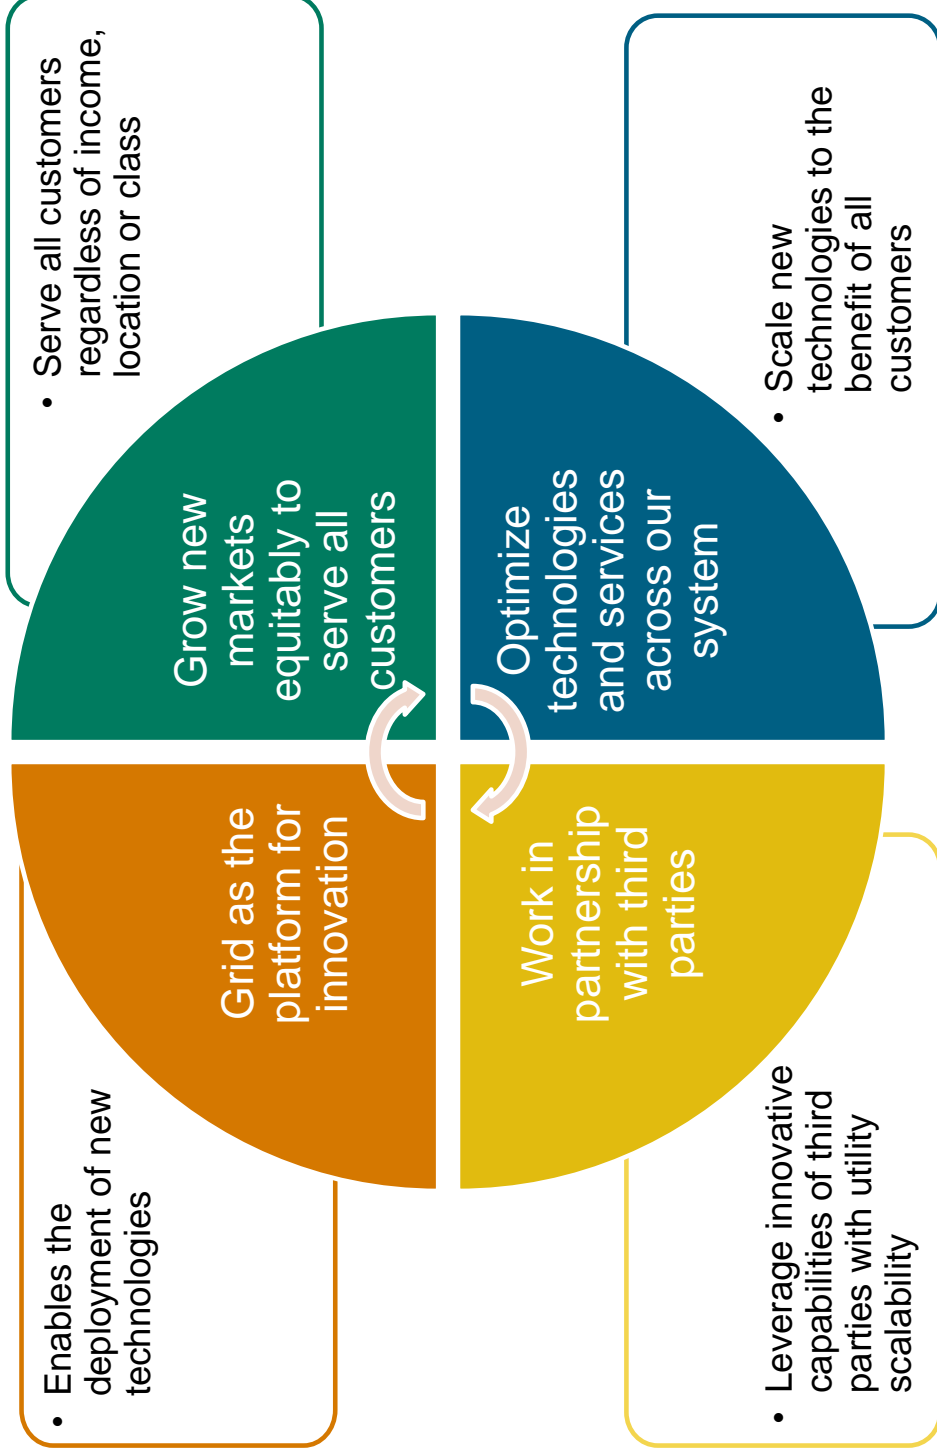 • Enables the
deployment of new
technologies
Grid as the
platform for
innovation
Grow new
markets
equitably to
serve all
customers
• Serve all customers
regardless of income,
location or class
• Leverage innovative
capabilities of third
parties with utility
scalability
Work in
partnership
with third
parties
Optimize
technologies
and services
across our
system
• Scale new
technologies to the
benefit of all
customers